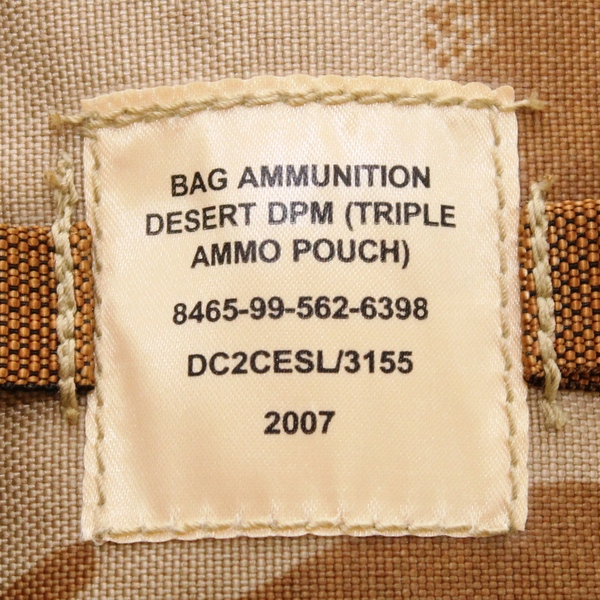 BAG AMMUNITION
DESERT DPM (TRIPLE
AMMO POUCH)
8465-99-562-6398
DC2CESL/3155
2007